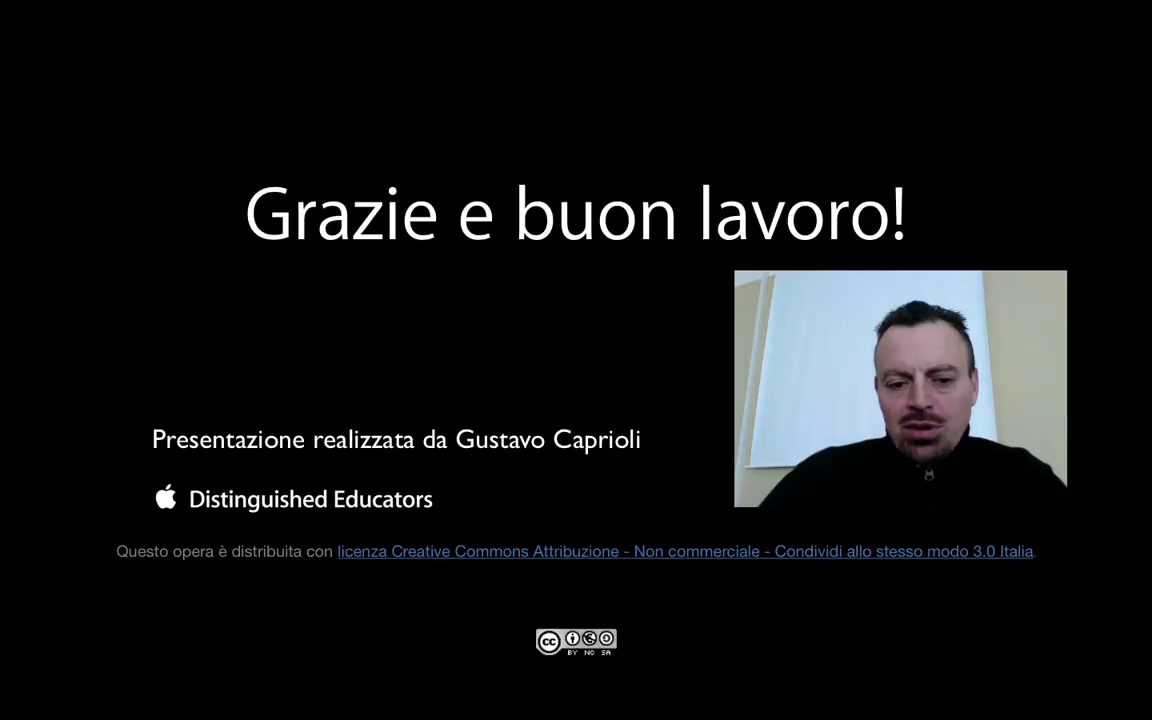 Grazie e buon lavoro!
Presentazione realizzata da Gustavo Caprioli
Distinguished Educators
Questo opera è distribuita con licenza Creative Commons Attribuzione - Non commerciale - Condividi allo stesso modo 3.0 Italia.
cc
BY NC SA